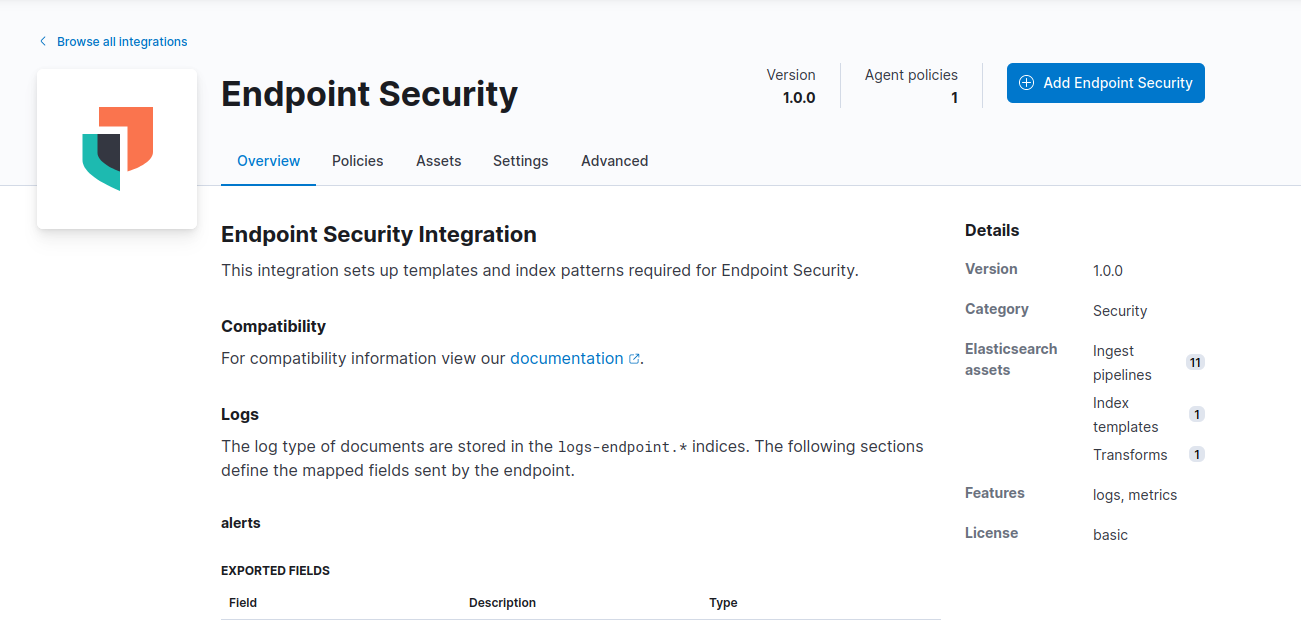 Browse all integrations
Endpoint Security
Version
1.0.0
Agent policies
1
Add Endpoint Security
Overview Policies Assets Settings Advanced
Endpoint Security Integration
This integration sets up templates and index patterns required for Endpoint Security.
Compatibility
For compatibility information view our documentation.
Logs
The log type of documents are stored in the logs-endpoint.* indices. The following sections
define the mapped fields sent by the endpoint.
alerts
EXPORTED FIELDS
Field Description Type
Details
Version 1.0.0
Category Security
Elasticsearch
assets
Ingest
pipelines
11
Index
templates
1
Transforms 1
Features logs, metrics
License basic